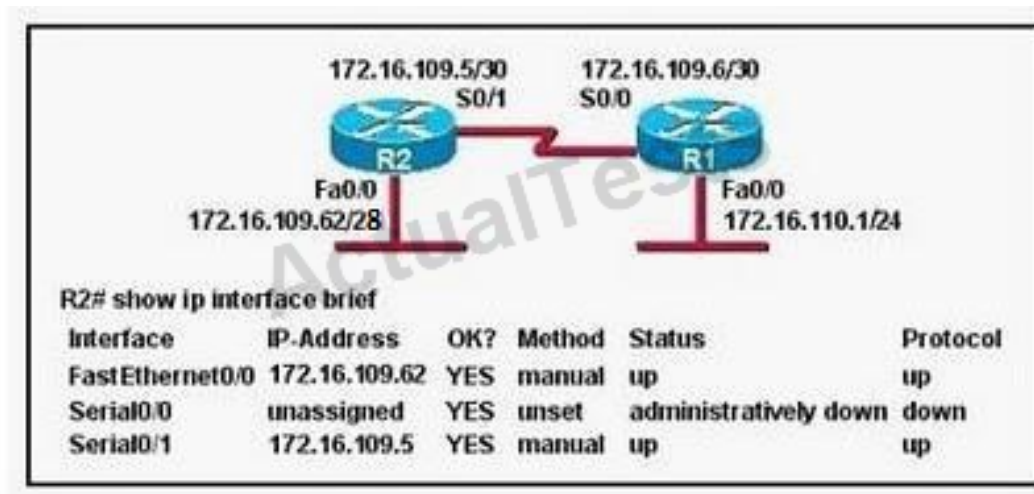 172.16.109.5/30 172.16.109.6/30
S0/1 S0/0
R2 R1
Fa0/0 Fa0/0
172.16.109.62/28 172.16.110.1/24
R2# show ip interface brief
Interface IP-Address OK? Method Status Protocol
FastEthernet0/0 172.16.109.62 YES manual up up
Serial0/0 unassigned YES unset administratively down down
Serial0/1 172.16.109.5 YES manual up up